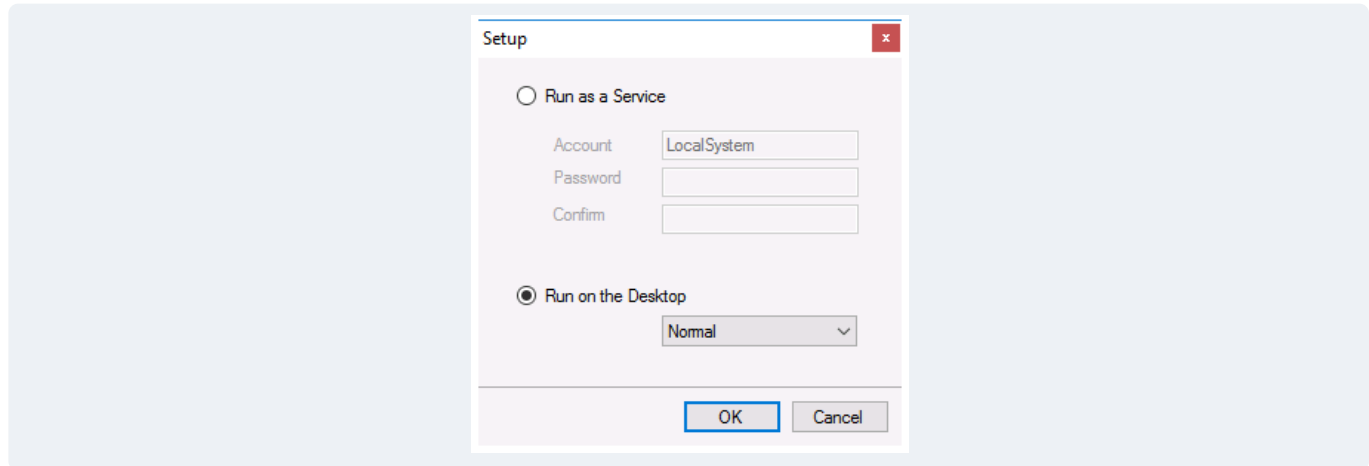 Setup
x
Run as a Service
Account LocalSystem
Password
Confirm
Run on the Desktop
Normal
OK Cancel